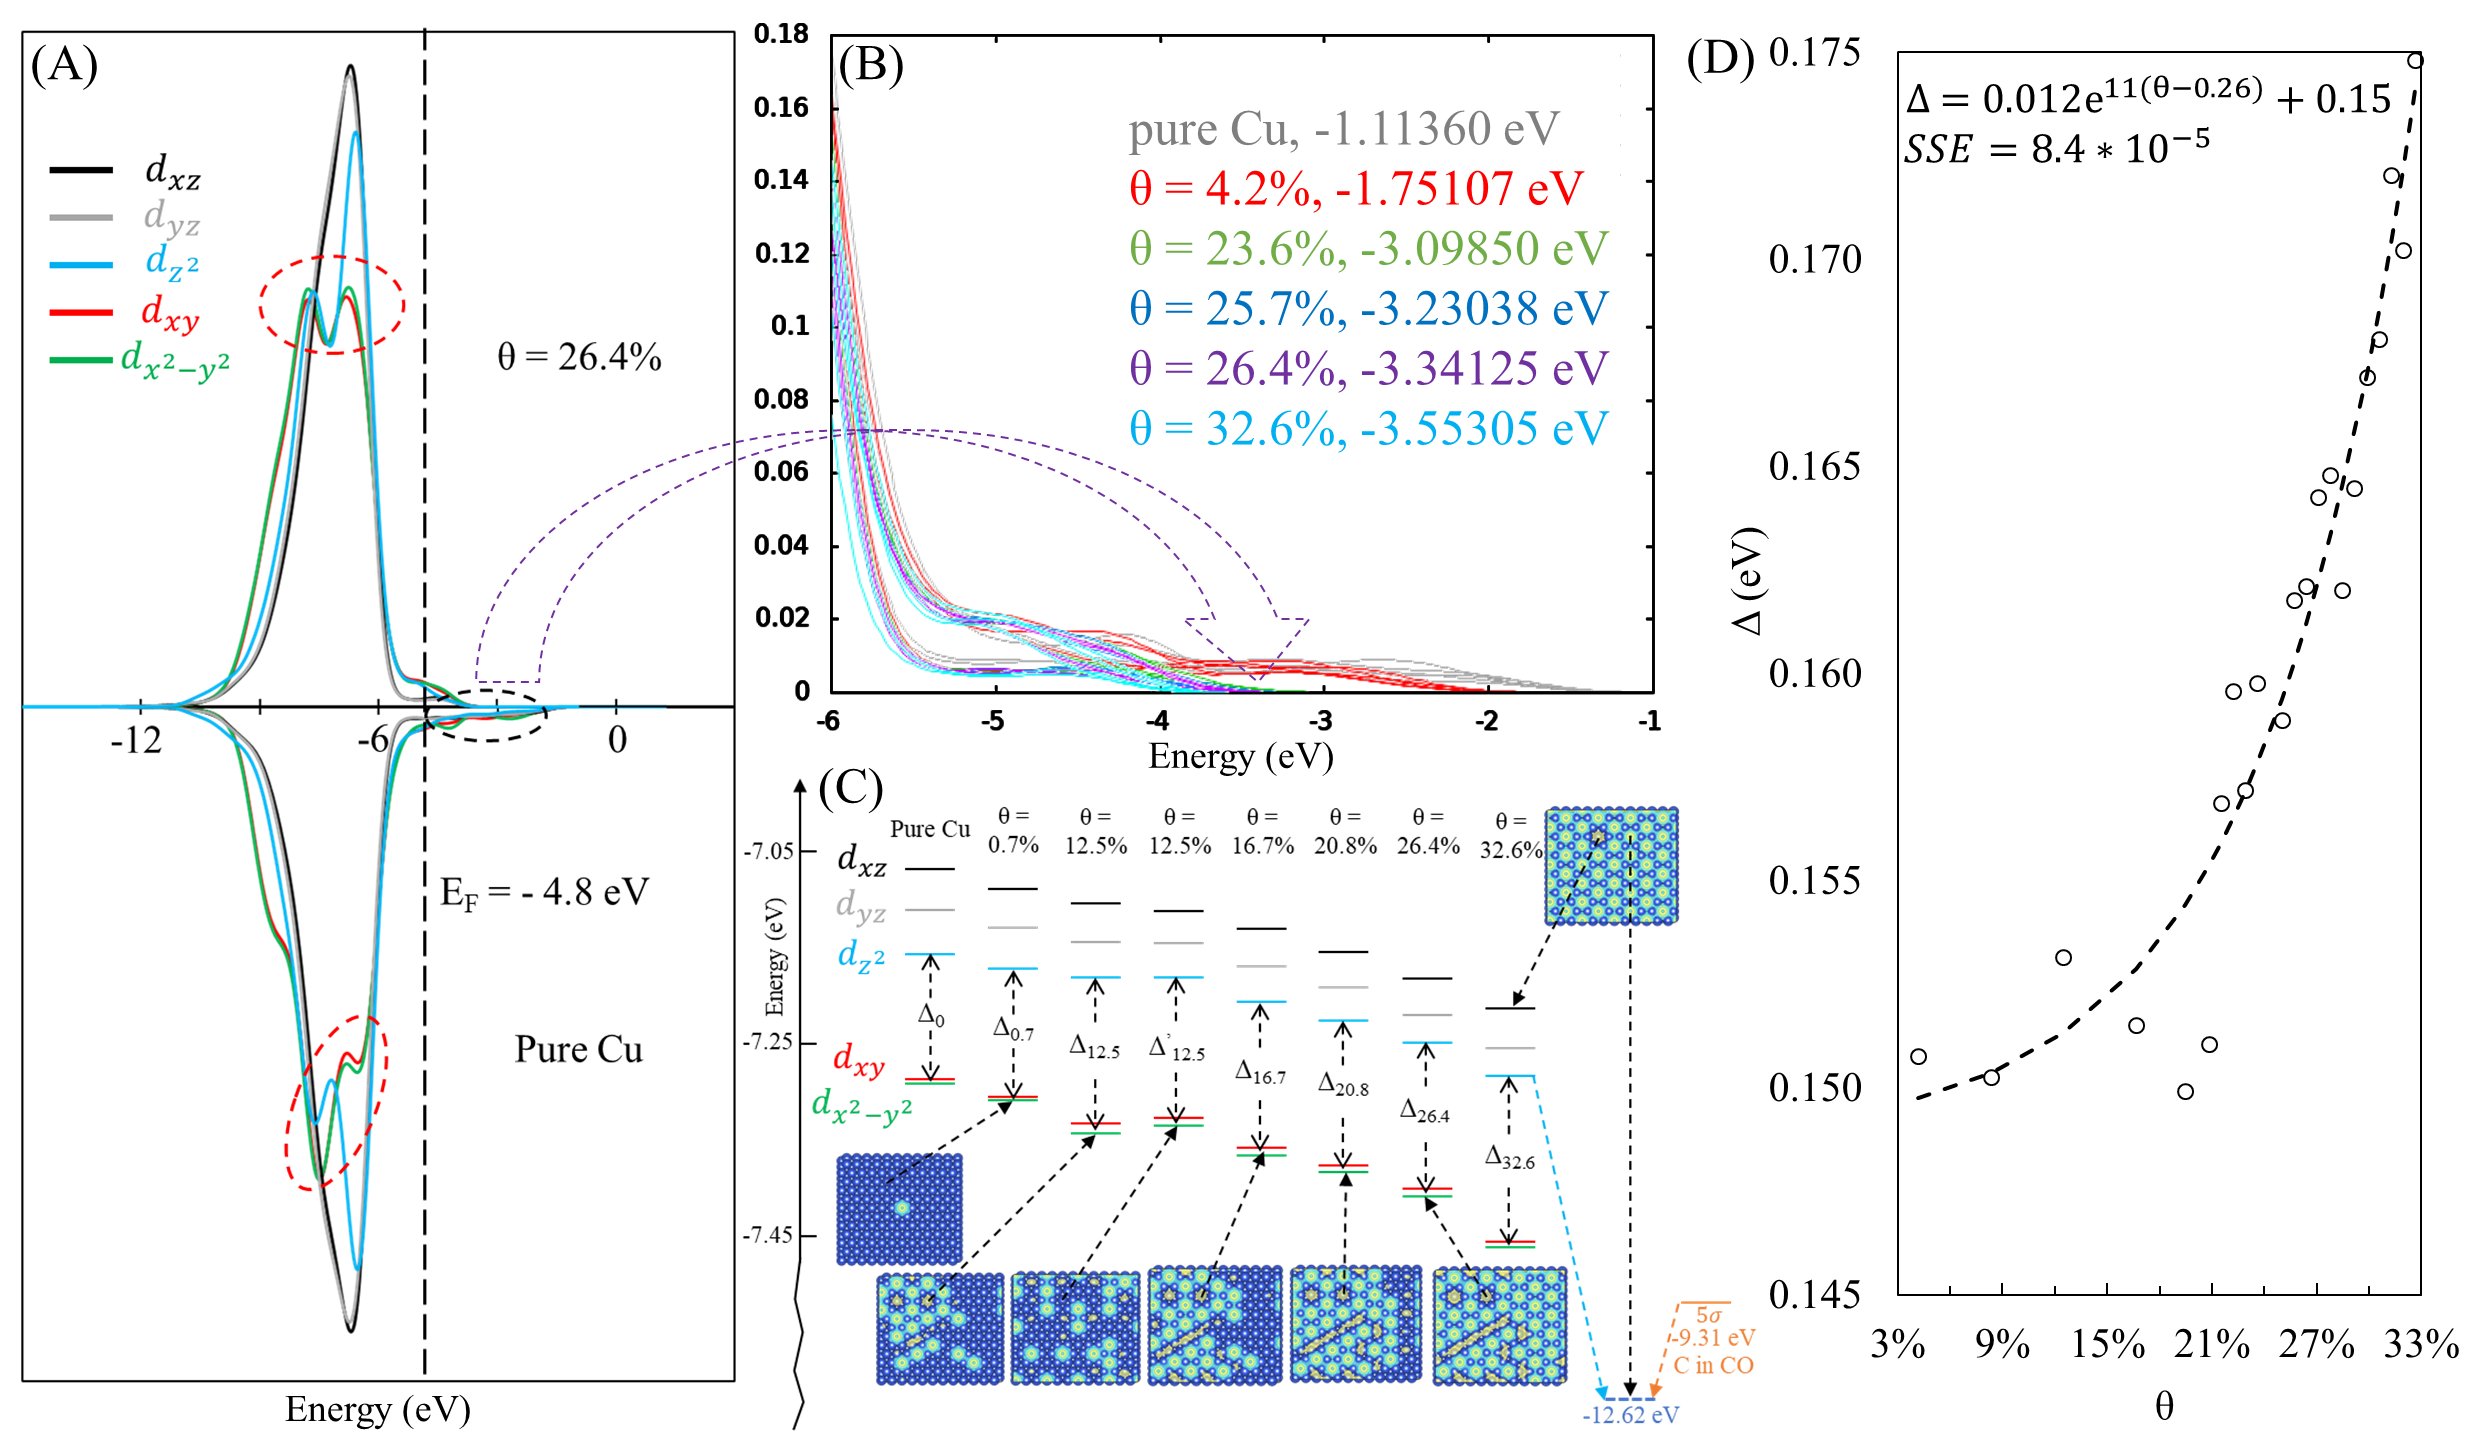 (A)
d_xz
d_yz
d_z²
d_xy
d_x²−y²
θ = 26.4%
-12
-6
0
E_F = - 4.8 eV
Pure Cu
Energy (eV)
(B)
0.18
0.16
0.14
0.12
0.1
0.08
0.06
0.04
0.02
0
pure Cu, -1.11360 eV
θ = 4.2%, -1.75107 eV
θ = 23.6%, -3.09850 eV
θ = 25.7%, -3.23038 eV
θ = 26.4%, -3.34125 eV
θ = 32.6%, -3.55305 eV
-6 -5 -4 -3 -2 -1
Energy (eV)
(C)
Energy (eV)
-7.05
-7.25
-7.45
Pure Cu
θ =
0.7%
θ =
12.5%
θ =
12.5%
θ =
16.7%
θ =
20.8%
θ =
26.4%
θ =
32.6%
d_xz
d_yz
d_z²
d_xy
d_x²−y²
Δ_0
Δ_0.7
Δ_12.5
Δ’_12.5
Δ_16.7
Δ_20.8
Δ_26.4
Δ_32.6
5σ
-9.31 eV
C in CO
-12.62 eV
(D)
Δ = 0.012e^11(θ−0.26) + 0.15
SSE = 8.4 * 10⁻⁵
Δ (eV)
0.175
0.170
0.165
0.160
0.155
0.150
0.145
3% 9% 15% 21% 27% 33%
θ